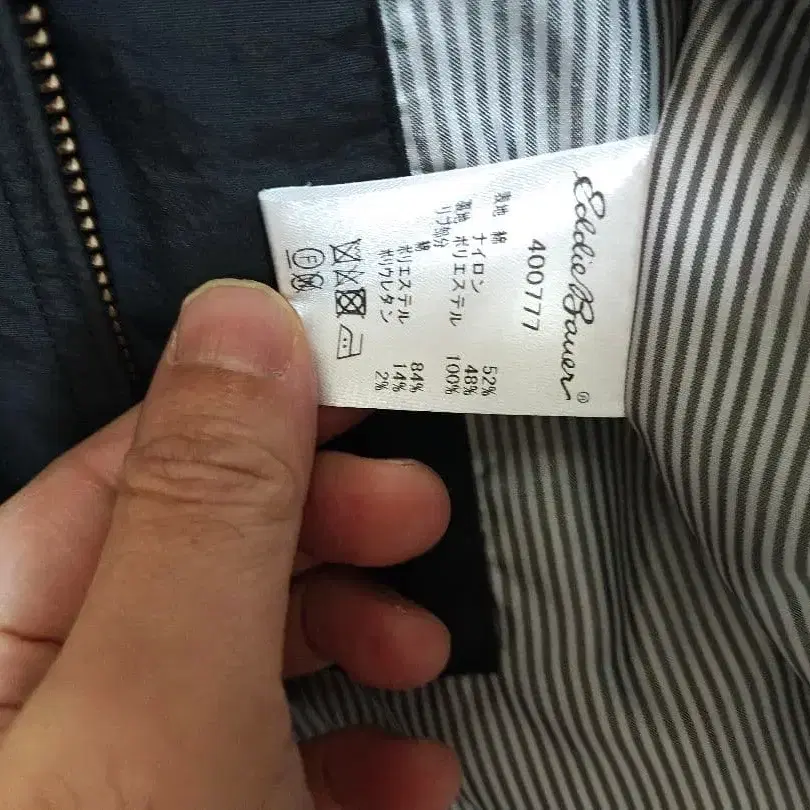 Eddie Bauer®
400777
表地 綿 52%
ナイロン 48%
裏地 ポリエステル 100%
リブ部分
綿 84%
ポリエステル 14%
ポリウレタン 2%
F